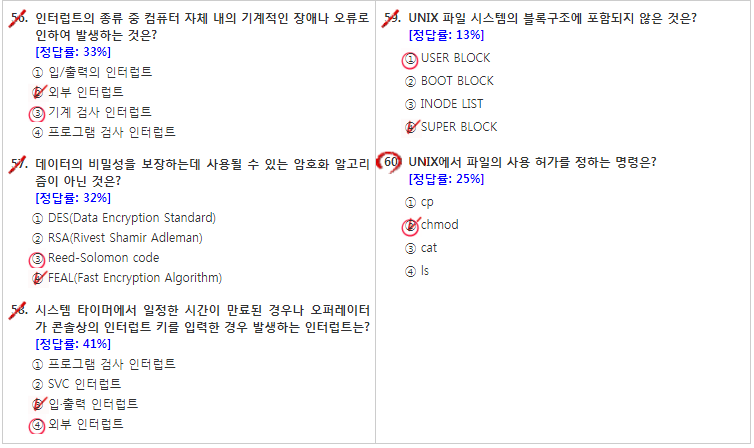 56. 인터럽트의 종류 중 컴퓨터 자체 내의 기계적인 장애나 오류로
인하여 발생하는 것은?
[정답률: 33%]
① 입/출력의 인터럽트
② 외부 인터럽트
③ 기계 검사 인터럽트
④ 프로그램 검사 인터럽트
57. 데이터의 비밀성을 보장하는데 사용될 수 있는 암호화 알고리
즘이 아닌 것은?
[정답률: 32%]
① DES(Data Encryption Standard)
② RSA(Rivest Shamir Adleman)
③ Reed-Solomon code
④ FEAL(Fast Encryption Algorithm)
58. 시스템 타이머에서 일정한 시간이 만료된 경우나 오퍼레이터
가 콘솔상의 인터럽트 키를 입력한 경우 발생하는 인터럽트는?
[정답률: 41%]
① 프로그램 검사 인터럽트
② SVC 인터럽트
③ 입·출력 인터럽트
④ 외부 인터럽트
59. UNIX 파일 시스템의 블록구조에 포함되지 않은 것은?
[정답률: 13%]
① USER BLOCK
② BOOT BLOCK
③ INODE LIST
④ SUPER BLOCK
60. UNIX에서 파일의 사용 허가를 정하는 명령은?
[정답률: 25%]
① cp
② chmod
③ cat
④ ls